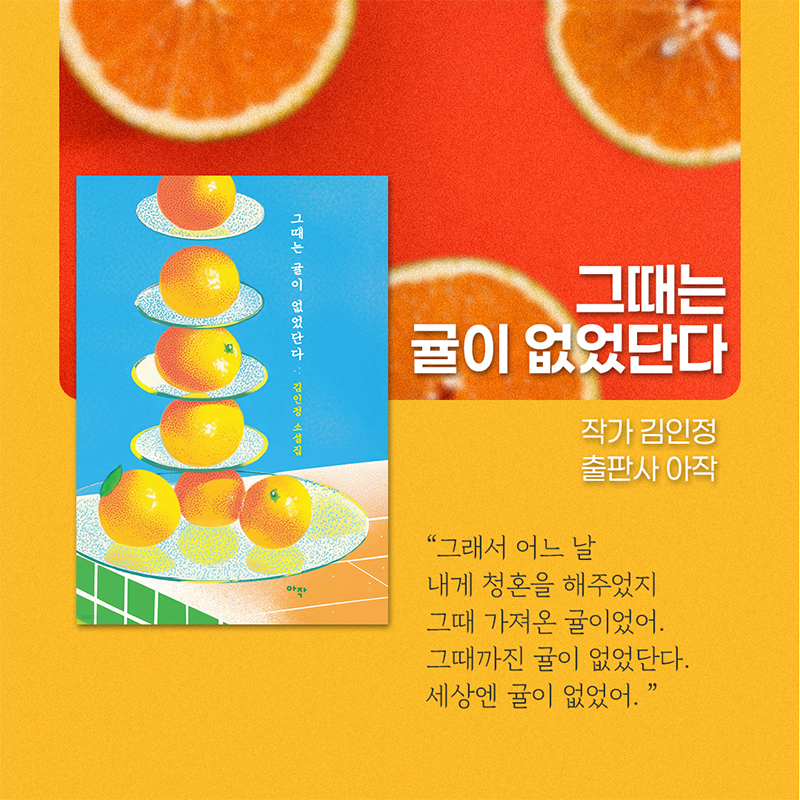 그때는 귤이 없었단다
∴ 김인정 소설집
아작
그때는
귤이 없었단다
작가 김인정
출판사 아작
“그래서 어느 날
내게 청혼을 해주었지
그때 가져온 귤이었어.
그때까진 귤이 없었단다.
세상엔 귤이 없었어. ”